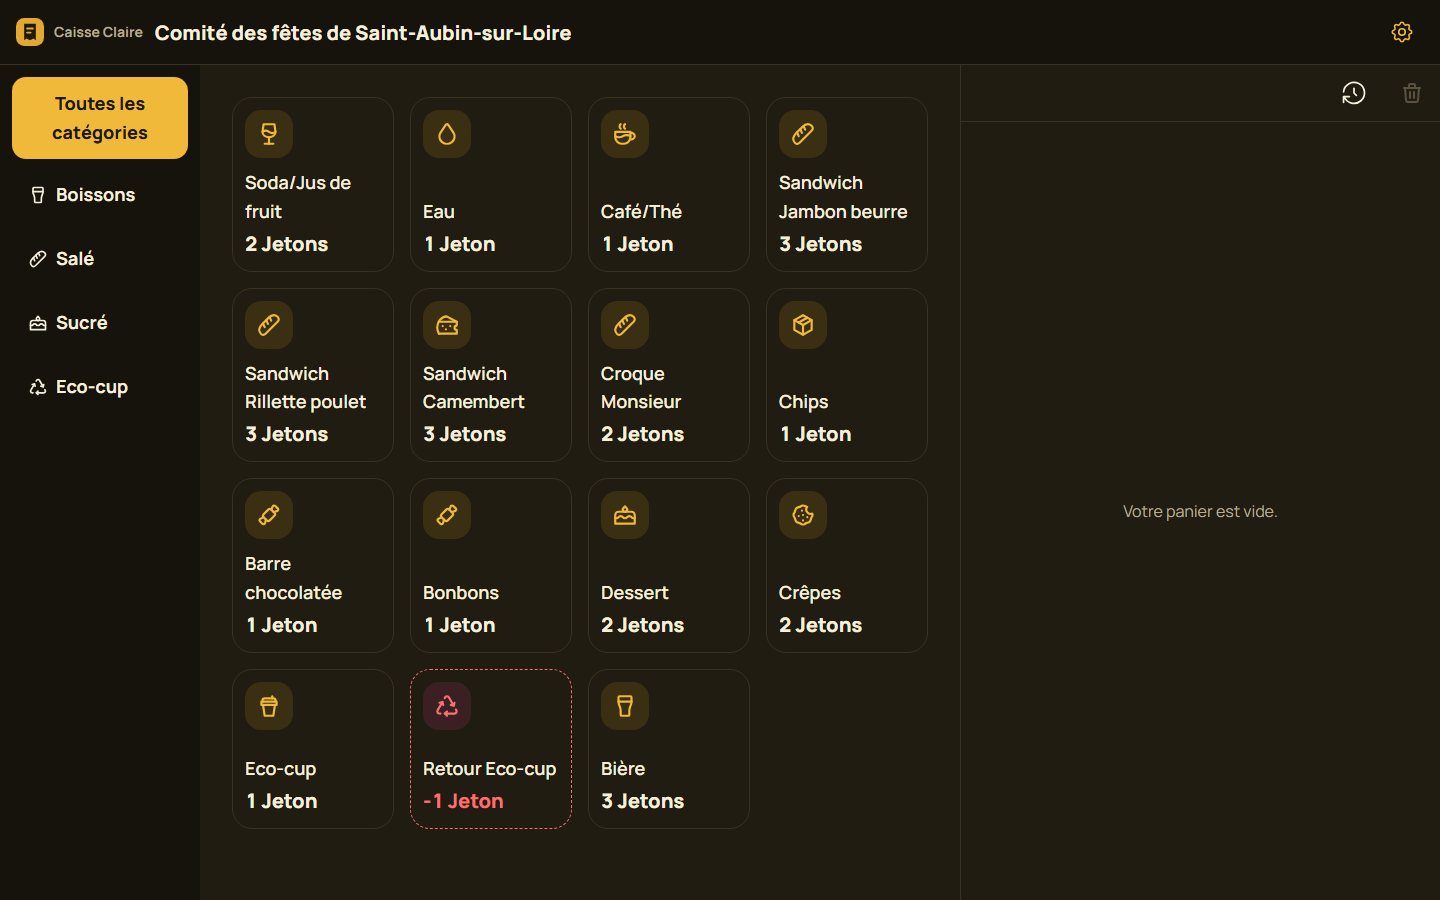 Caisse Claire
Comité des fêtes de Saint-Aubin-sur-Loire
Toutes les
catégories
Boissons
Salé
Sucré
Eco-cup
Soda/Jus de
fruit
2 Jetons
Eau
1 Jeton
Café/Thé
1 Jeton
Sandwich
Jambon beurre
3 Jetons
Sandwich
Rillette poulet
3 Jetons
Sandwich
Camembert
3 Jetons
Croque
Monsieur
2 Jetons
Chips
1 Jeton
Barre
chocolatée
1 Jeton
Bonbons
1 Jeton
Dessert
2 Jetons
Crêpes
2 Jetons
Eco-cup
1 Jeton
Retour Eco-cup
-1 Jeton
Bière
3 Jetons
Votre panier est vide.